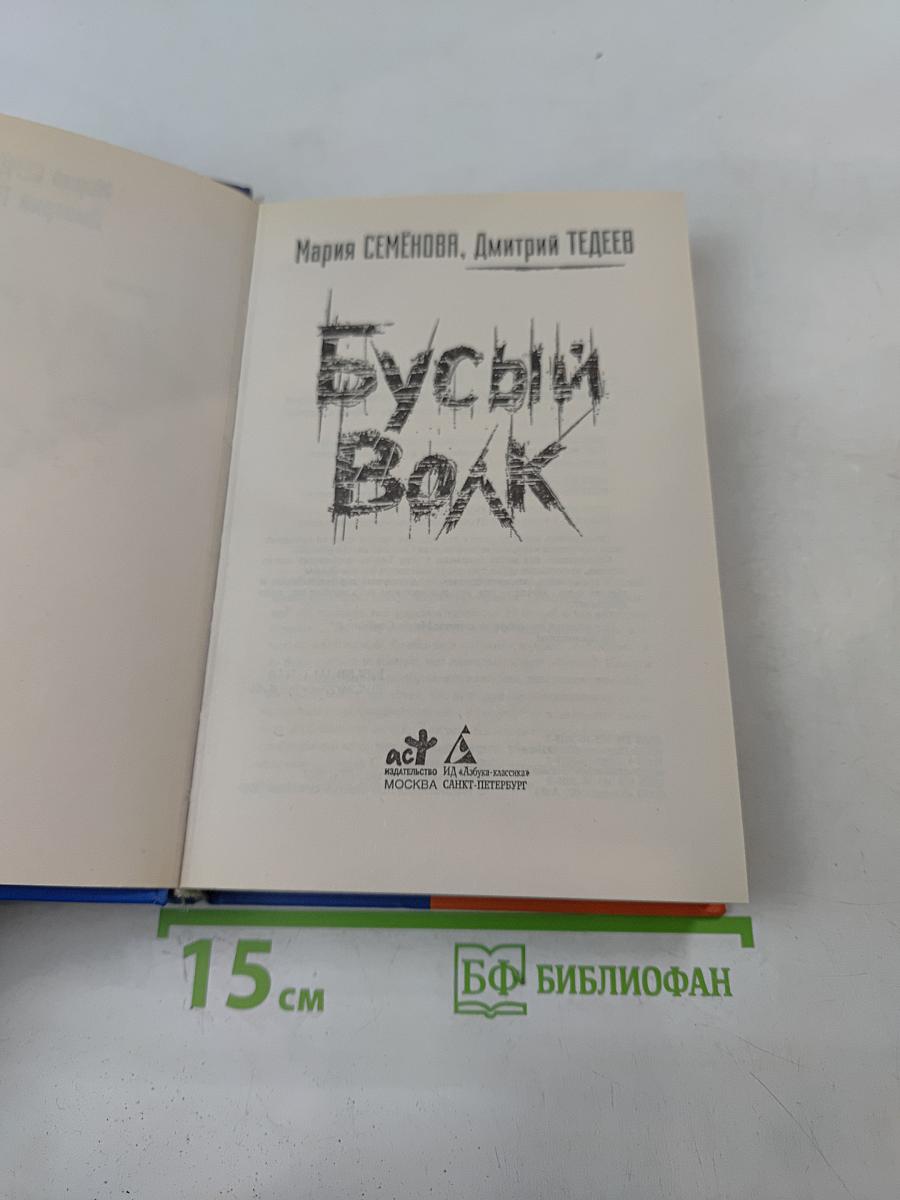 Мария СЕМЁНОВА, Дмитрий ТЕДЕЕВ
Бусый
Волк
аст
ИЗДАТЕЛЬСТВО
МОСКВА
ИД «Азбука-классика»
САНКТ-ПЕТЕРБУРГ
15 см
БФ БИБЛИОФАН